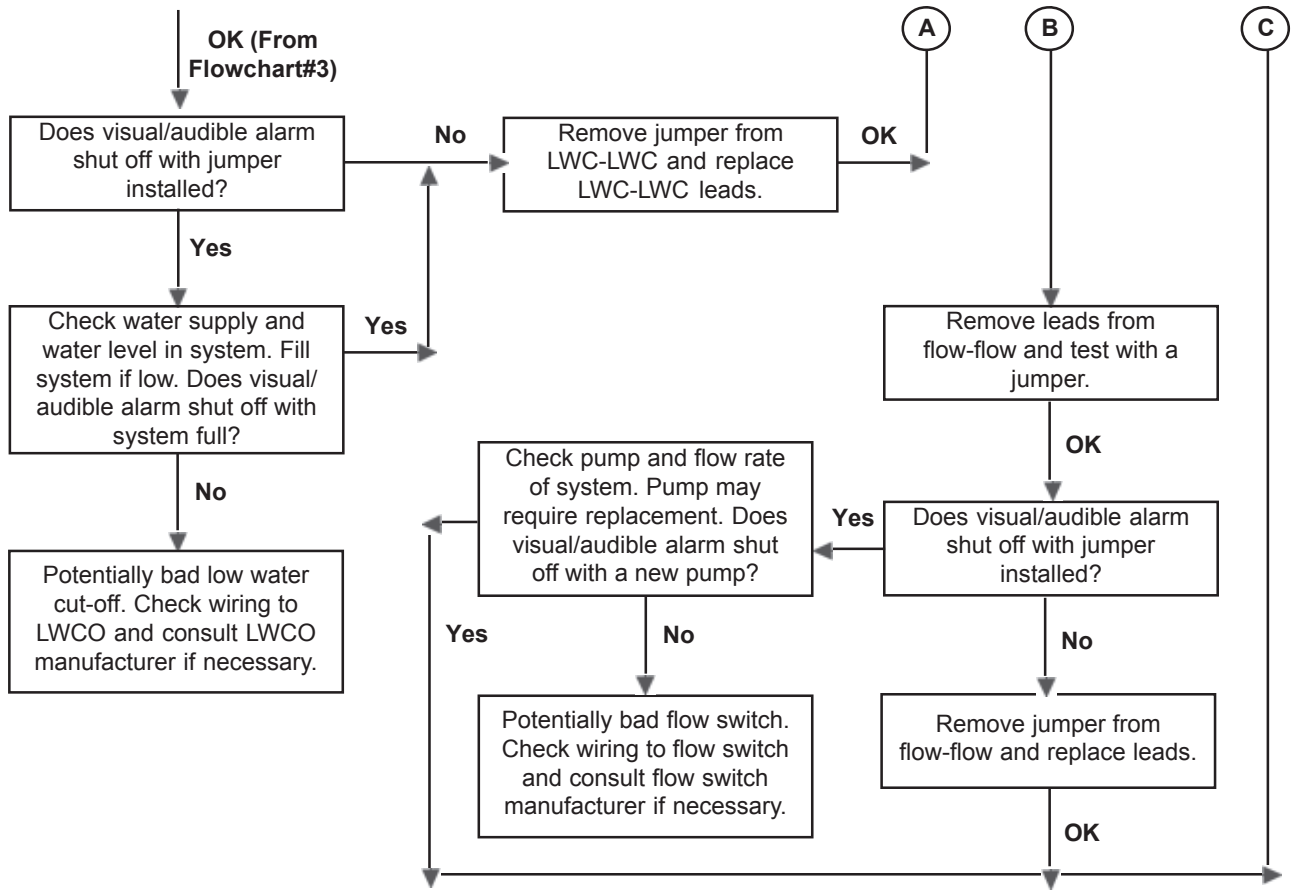 OK (From
Flowchart#3)
A
B
C
Does visual/audible alarm
shut off with jumper
installed?
No
Remove jumper from
LWC-LWC and replace
LWC-LWC leads.
OK
Yes
Check water supply and
water level in system. Fill
system if low. Does visual/
audible alarm shut off with
system full?
Yes
No
Potentially bad low water
cut-off. Check wiring to
LWCO and consult LWCO
manufacturer if necessary.
Remove leads from
flow-flow and test with a
jumper.
OK
Does visual/audible alarm
shut off with jumper
installed?
Yes
Check pump and flow rate
of system. Pump may
require replacement. Does
visual/audible alarm shut
off with a new pump?
Yes
No
Potentially bad flow switch.
Check wiring to flow switch
and consult flow switch
manufacturer if necessary.
No
Remove jumper from
flow-flow and replace leads.
OK